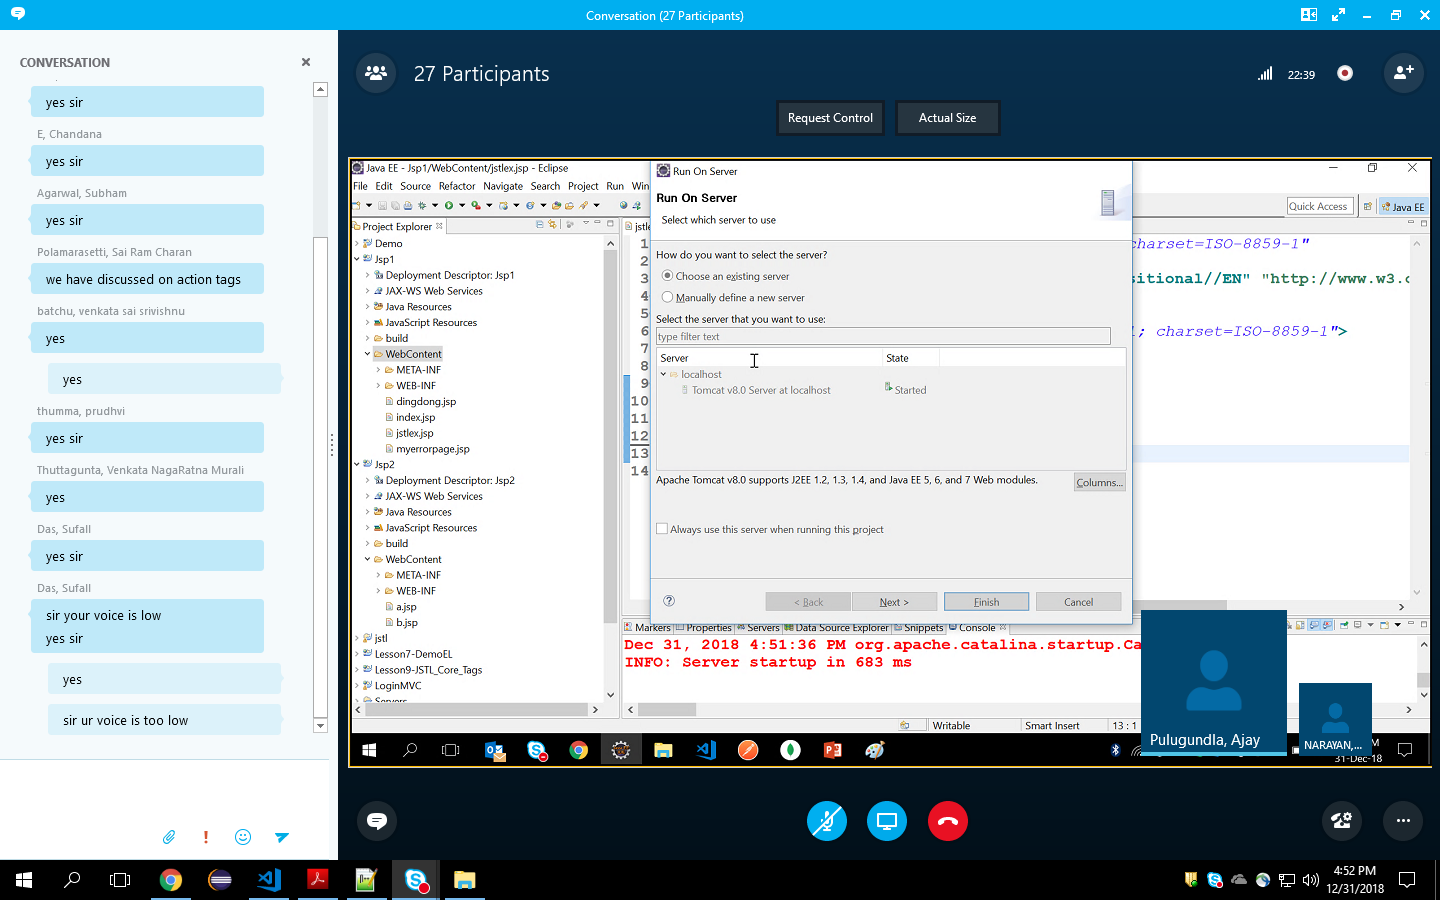 Conversation (27 Participants)
CONVERSATION
yes sir
E, Chandana
yes sir
Agarwal, Subham
yes sir
Polamarasetti, Sai Ram Charan
we have discussed on action tags
batchu, venkata sai srivishnu
yes
yes
thumma, prudhvi
yes sir
Thuttagunta, Venkata NagaRatna Murali
yes
Das, Sufall
yes sir
Das, Sufall
sir your voice is low
yes sir
yes
sir ur voice is too low
27 Participants
22:39
Request Control
Actual Size
Java EE - Jsp1/WebContent/jstlex.jsp - Eclipse
File Edit Source Refactor Navigate Search Project Run Win
Quick Access
Java EE
Project Explorer
Demo
Jsp1
Deployment Descriptor: Jsp1
JAX-WS Web Services
Java Resources
JavaScript Resources
build
WebContent
META-INF
WEB-INF
dingdong.jsp
index.jsp
jstlex.jsp
myerrorpage.jsp
Jsp2
Deployment Descriptor: Jsp2
JAX-WS Web Services
Java Resources
JavaScript Resources
build
WebContent
META-INF
WEB-INF
a.jsp
b.jsp
jstl
Lesson7-DemoEL
Lesson9-JSTL_Core_Tags
LoginMVC
Servers
jstle
1
2
3
4
5
6
7
8
9
10
11
12
13
14
charset=ISO-8859-1"
sitional//EN" "http://www.w3.o
1; charset=ISO-8859-1">
Run On Server
Run On Server
Select which server to use
How do you want to select the server?
Choose an existing server
Manually define a new server
Select the server that you want to use:
type filter text
Server State
localhost
Tomcat v8.0 Server at localhost Started
Apache Tomcat v8.0 supports J2EE 1.2, 1.3, 1.4, and Java EE 5, 6, and 7 Web modules.
Columns...
Always use this server when running this project
< Back
Next >
Finish
Cancel
Markers Properties Servers Data Source Explorer Snippets Console
Dec 31, 2018 4:51:36 PM org.apache.catalina.startup.Ca
INFO: Server startup in 683 ms
Writable
Smart Insert
13 : 1
Pulugundla, Ajay
NARAYAN,...
M
31-Dec-18
4:52 PM
12/31/2018